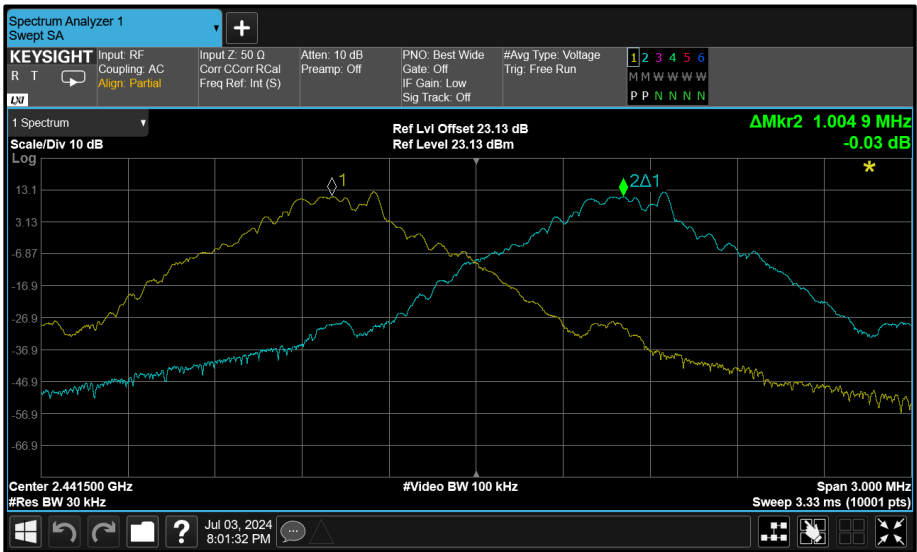 Spectrum Analyzer 1
Swept SA
+
KEYSIGHT
R T
LXI
Input: RF
Coupling: AC
Align: Partial
Input Z: 50 Ω
Corr CCorr RCal
Freq Ref: Int (S)
Atten: 10 dB
Preamp: Off
PNO: Best Wide
Gate: Off
IF Gain: Low
Sig Track: Off
#Avg Type: Voltage
Trig: Free Run
1 2 3 4 5 6
M M W W W W
P P N N N N
1 Spectrum
Scale/Div 10 dB
Ref Lvl Offset 23.13 dB
Ref Level 23.13 dBm
ΔMkr2 1.004 9 MHz
-0.03 dB
*
Log
13.1
3.13
-6.87
-16.9
-26.9
-36.9
-46.9
-56.9
-66.9
1
2Δ1
Center 2.441500 GHz
#Video BW 100 kHz
Span 3.000 MHz
#Res BW 30 kHz
Sweep 3.33 ms (10001 pts)
?
Jul 03, 2024
8:01:32 PM